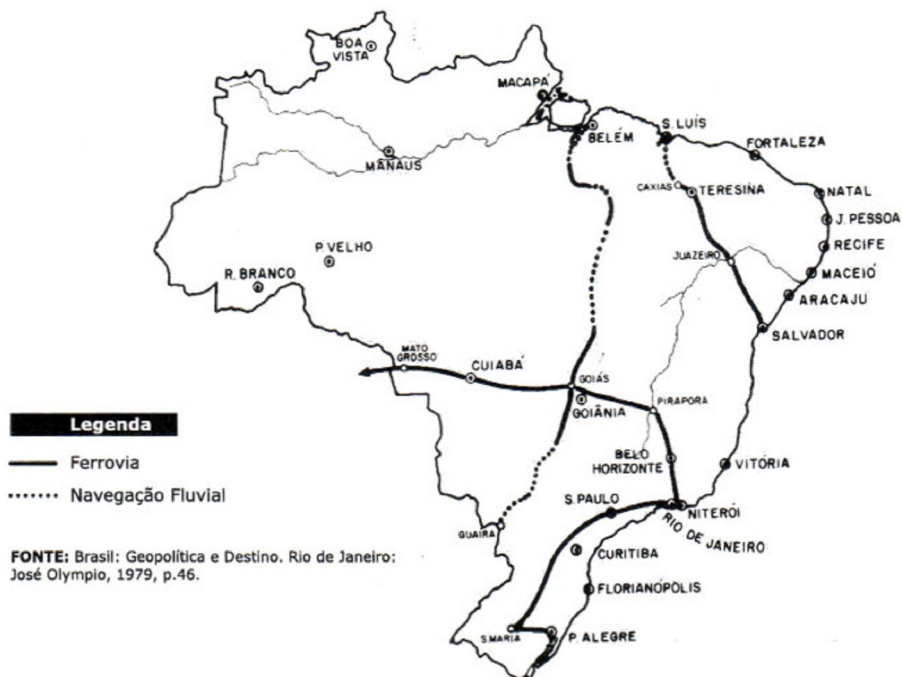 BOA
VISTA
MACAPÁ
BELÉM
S. LUÍS
FORTALEZA
MANAUS
CAXIAS
TERESINA
NATAL
J. PESSOA
P. VELHO
RECIFE
R. BRANCO
JUAZEIRO
MACEIÓ
ARACAJÚ
SALVADOR
MATO
GROSSO
CUIABÁ
GOIÁS
GOIÂNIA
PIRAPORA
Legenda
Ferrovia
Navegação Fluvial
BELO
HORIZONTE
VITÓRIA
S. PAULO
NITERÓI
RIO DE JANEIRO
GUAIRA
CURITIBA
FLORIANÓPOLIS
S. MARIA
P. ALEGRE
FONTE: Brasil: Geopolítica e Destino. Rio de Janeiro:
José Olympio, 1979, p.46.